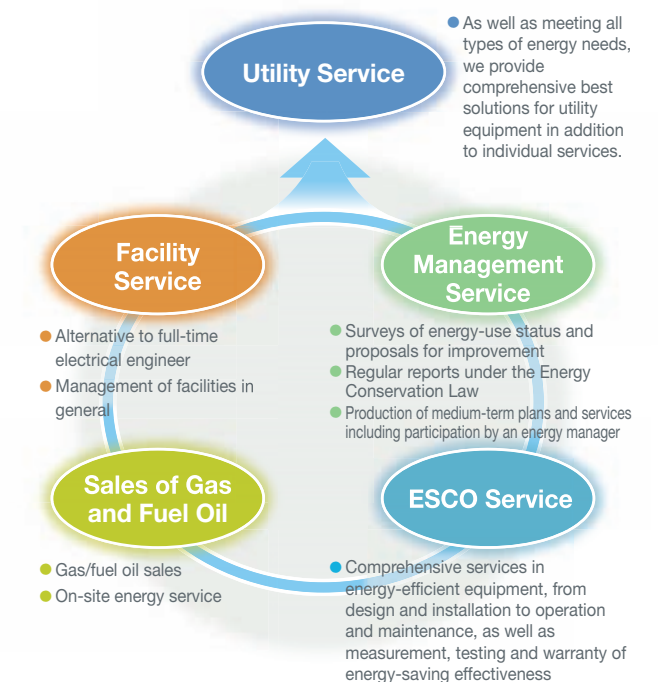 Utility Service
As well as meeting all
types of energy needs,
we provide
comprehensive best
solutions for utility
equipment in addition
to individual services.
Facility
Service
Alternative to full-time
electrical engineer
Management of facilities in
general
Energy
Management
Service
Surveys of energy-use status and
proposals for improvement
Regular reports under the Energy
Conservation Law
Production of medium-term plans and services
including participation by an energy manager
Sales of Gas
and Fuel Oil
Gas/fuel oil sales
On-site energy service
ESCO Service
Comprehensive services in
energy-efficient equipment, from
design and installation to operation
and maintenance, as well as
measurement, testing and warranty of
energy-saving effectiveness